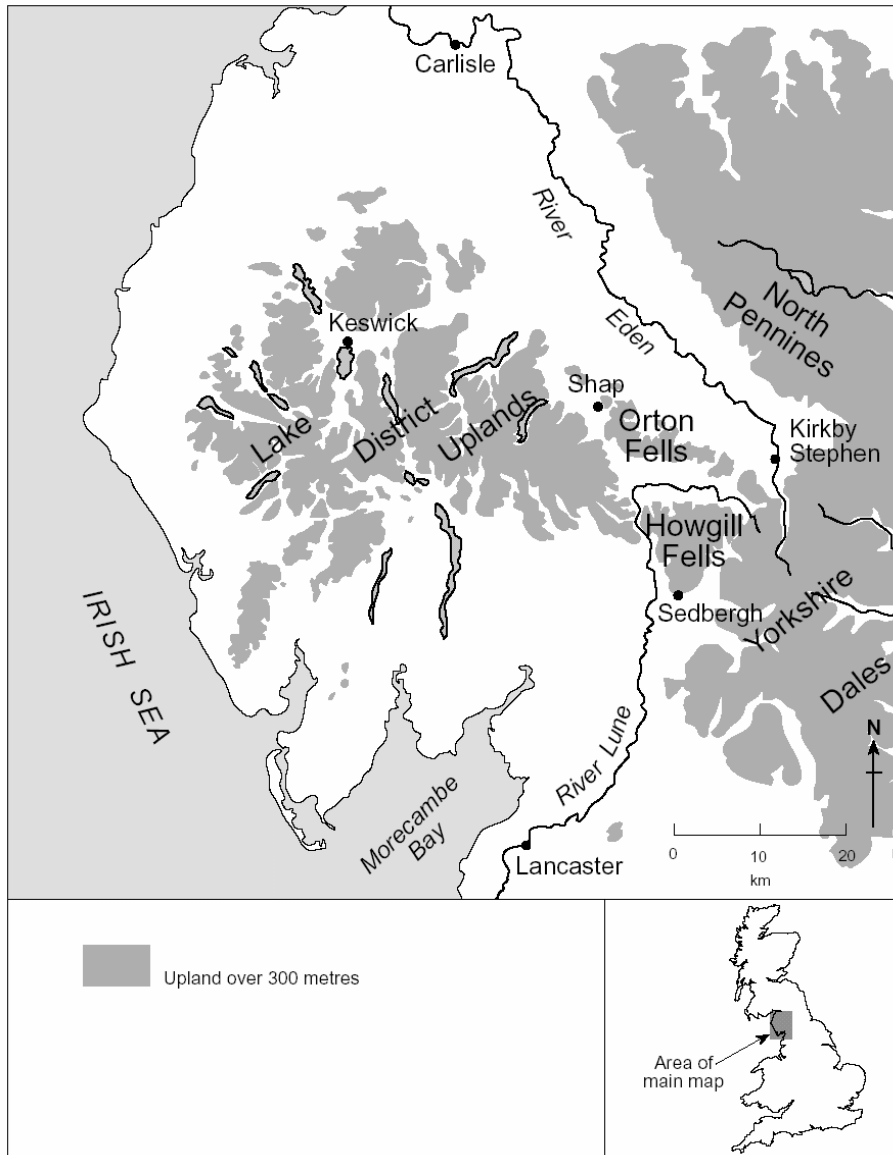 Carlisle
River
Eden
North
Pennines
Keswick
Shap
Lake
District
Uplands
Orton
Fells
Kirkby
Stephen
Howgill
Fells
Sedbergh
Yorkshire
Dales
IRISH SEA
River Lune
N
Morecambe
Bay
Lancaster
0 10 20
km
Upland over 300 metres
Area of
main map